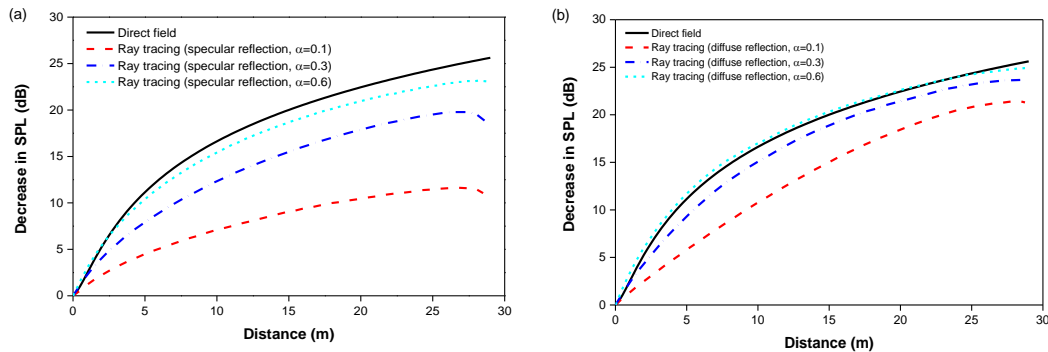 (a)
30
25
20
15
10
5
0
Decrease in SPL (dB)
Direct field
Ray tracing (specular reflection, α=0.1)
Ray tracing (specular reflection, α=0.3)
Ray tracing (specular reflection, α=0.6)
0 5 10 15 20 25 30
Distance (m)
(b)
30
25
20
15
10
5
0
Decrease in SPL (dB)
Direct field
Ray tracing (diffuse reflection, α=0.1)
Ray tracing (diffuse reflection, α=0.3)
Ray tracing (diffuse reflection, α=0.6)
0 5 10 15 20 25 30
Distance (m)